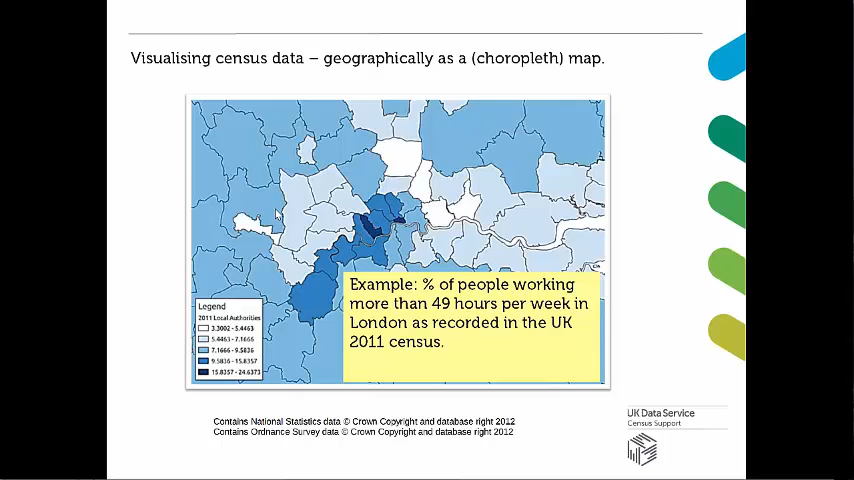 Visualising census data – geographically as a (choropleth) map.
Example: % of people working
more than 49 hours per week in
London as recorded in the UK
2011 census.
Legend
2011 Local Authorities
3.3002 - 5.4463
5.4463 - 7.1666
7.1666 - 9.5836
9.5836 - 15.8357
15.8357 - 24.6373
Contains National Statistics data © Crown Copyright and database right 2012
Contains Ordnance Survey data © Crown Copyright and database right 2012
UK Data Service
Census Support